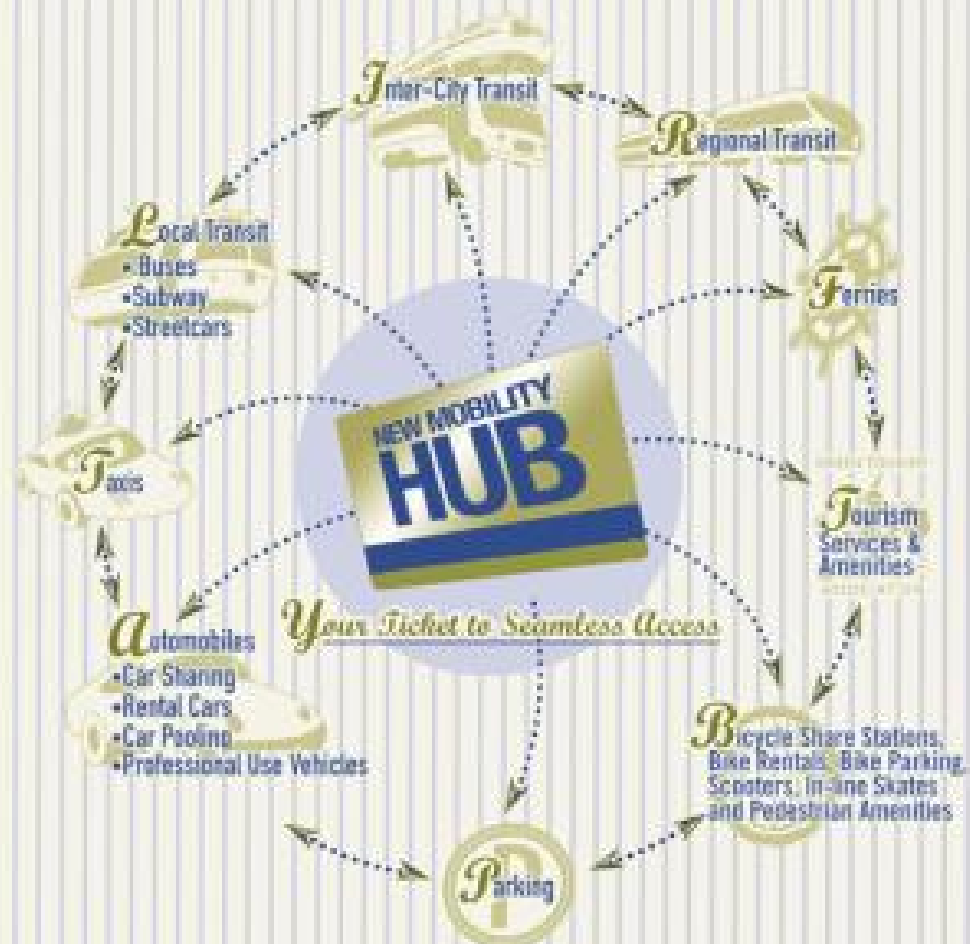 Inter-City Transit
Regional Transit
Local Transit
• Buses
•Subway
•Streetcars
Ferries
NEW MOBILITY
HUB
Taxis
Tourism
Services &
Amenities
Your Ticket to Seamless Access
Automobiles
•Car Sharing
•Rental Cars
•Car Pooling
•Professional Use Vehicles
Bicycle Share Stations,
Bike Rentals, Bike Parking,
Scooters, In-line Skates
and Pedestrian Amenities
Parking